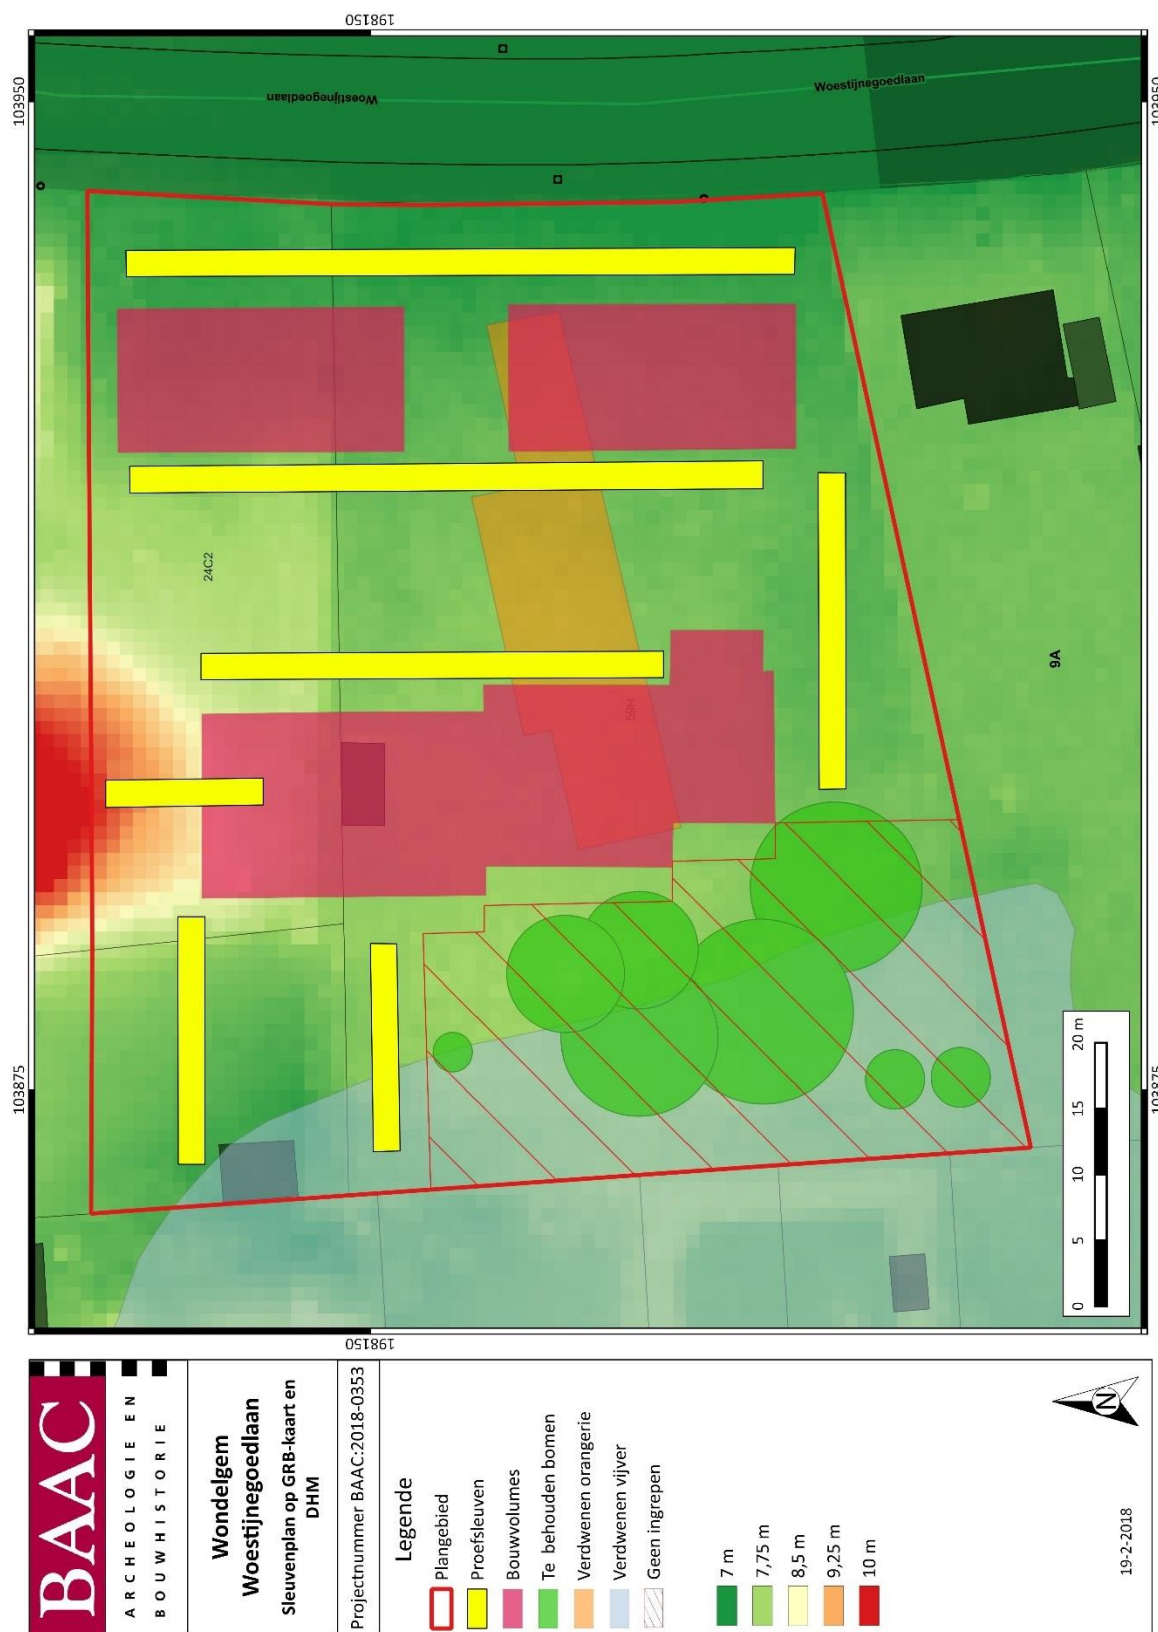 BAAC
ARCHEOLOGIE EN
BOUWHISTORIE
Wondelgem
Woestijnegoedlaan
Sleuvenplan op GRB-kaart en
DHM
Projectnummer BAAC:2018-0353
Legende
Plangebied
Proefsleuven
Bouwvolumes
Te behouden bomen
Verdwenen orangerie
Verdwenen vijver
Geen ingrepen
7 m
7,75 m
8,5 m
9,25 m
10 m
19-2-2018
N
103875
103950
198150
198150
103875
103950
Woestijnegoedlaan
Woestijnegoedlaan
24C2
59H
9A
0 5 10 15 20 m